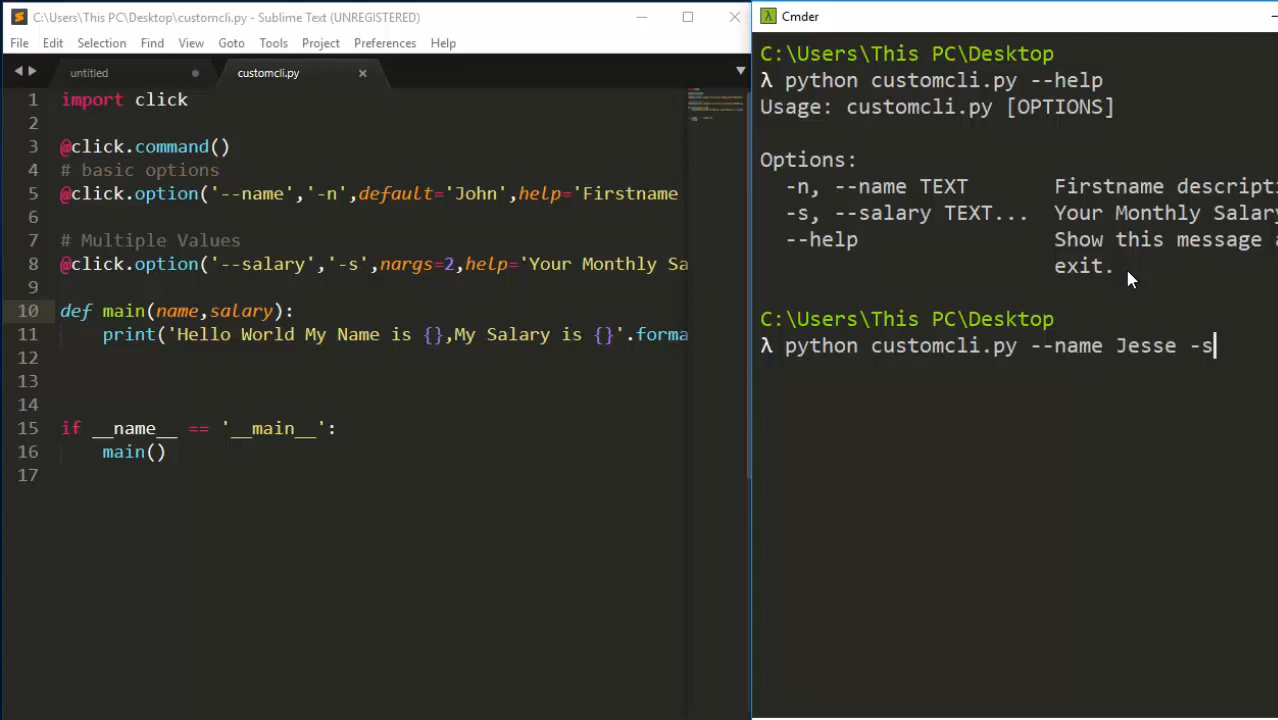 C:\Users\This PC\Desktop\customcli.py - Sublime Text (UNREGISTERED)
File Edit Selection Find View Goto Tools Project Preferences Help
untitled customcli.py
1 import click
2
3 @click.command()
4 # basic options
5 @click.option('--name','-n',default='John',help='Firstname
6
7 # Multiple Values
8 @click.option('--salary','-s',nargs=2,help='Your Monthly Sa
9
10 def main(name,salary):
11 print('Hello World My Name is {},My Salary is {}'.forma
12
13
14
15 if __name__ == '__main__':
16 main()
17
λ Cmder
C:\Users\This PC\Desktop
λ python customcli.py --help
Usage: customcli.py [OPTIONS]
Options:
-n, --name TEXT Firstname descripti
-s, --salary TEXT... Your Monthly Salary
--help Show this message a
exit.
C:\Users\This PC\Desktop
λ python customcli.py --name Jesse -s